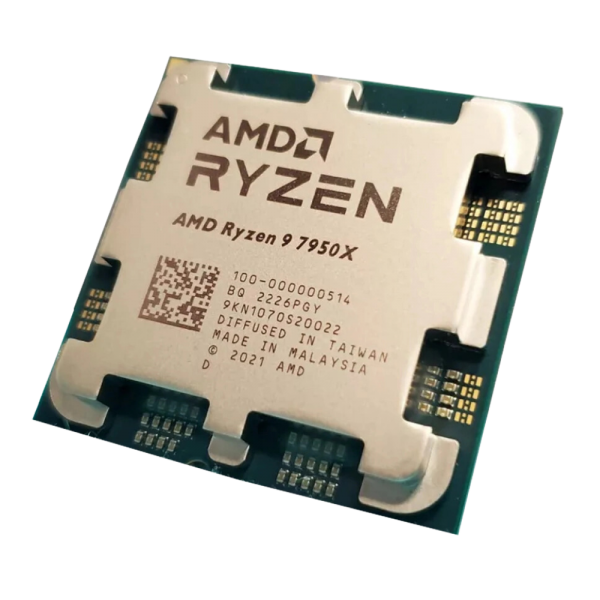 AMD
RYZEN
AMD Ryzen 9 7950X
100-000000514
BQ 2226PGY
9KN1070S20022
DIFFUSED IN TAIWAN
MADE IN MALAYSIA
© 2021 AMD
D